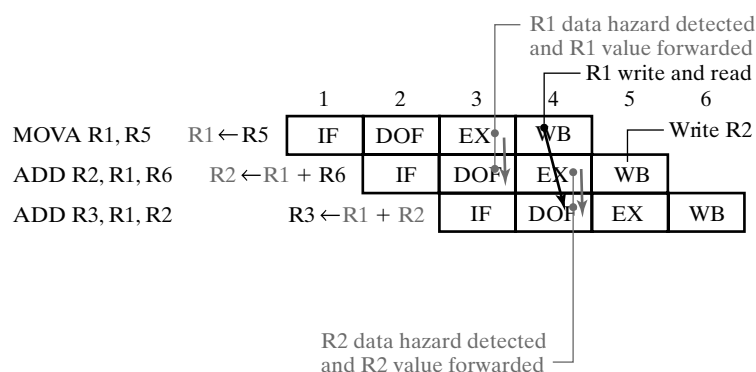 R1 data hazard detected
and R1 value forwarded
R1 write and read
1 2 3 4 5 6
MOVA R1, R5 R1 ← R5 IF DOF EX WB Write R2
ADD R2, R1, R6 R2 ← R1 + R6 IF DOF EX WB
ADD R3, R1, R2 R3 ← R1 + R2 IF DOF EX WB
R2 data hazard detected
and R2 value forwarded